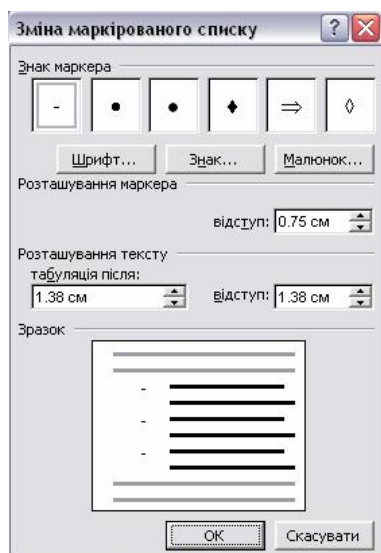 Зміна маркірованого списку
Знак маркера
Шрифт... Знак... Малюнок...
Розташування маркера
відступ: 0.75 см
Розташування тексту
табуляція після:
1.38 см відступ: 1.38 см
Зразок
ОК Скасувати